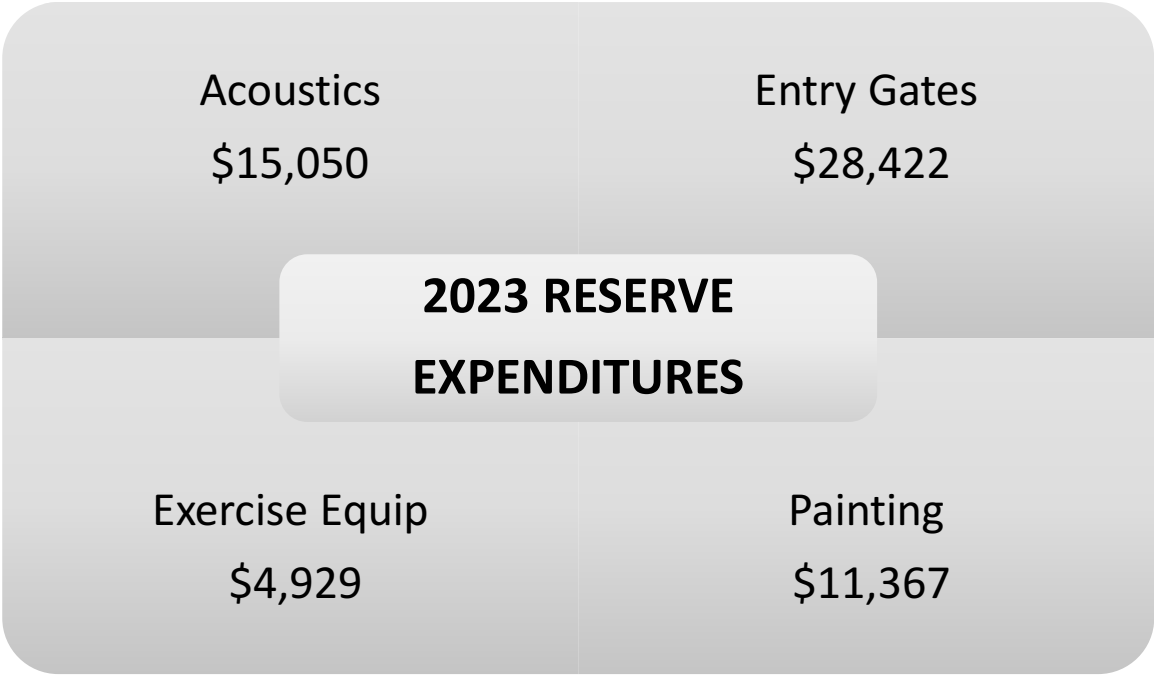 Acoustics
$15,050
Entry Gates
$28,422
2023 RESERVE
EXPENDITURES
Exercise Equip
$4,929
Painting
$11,367